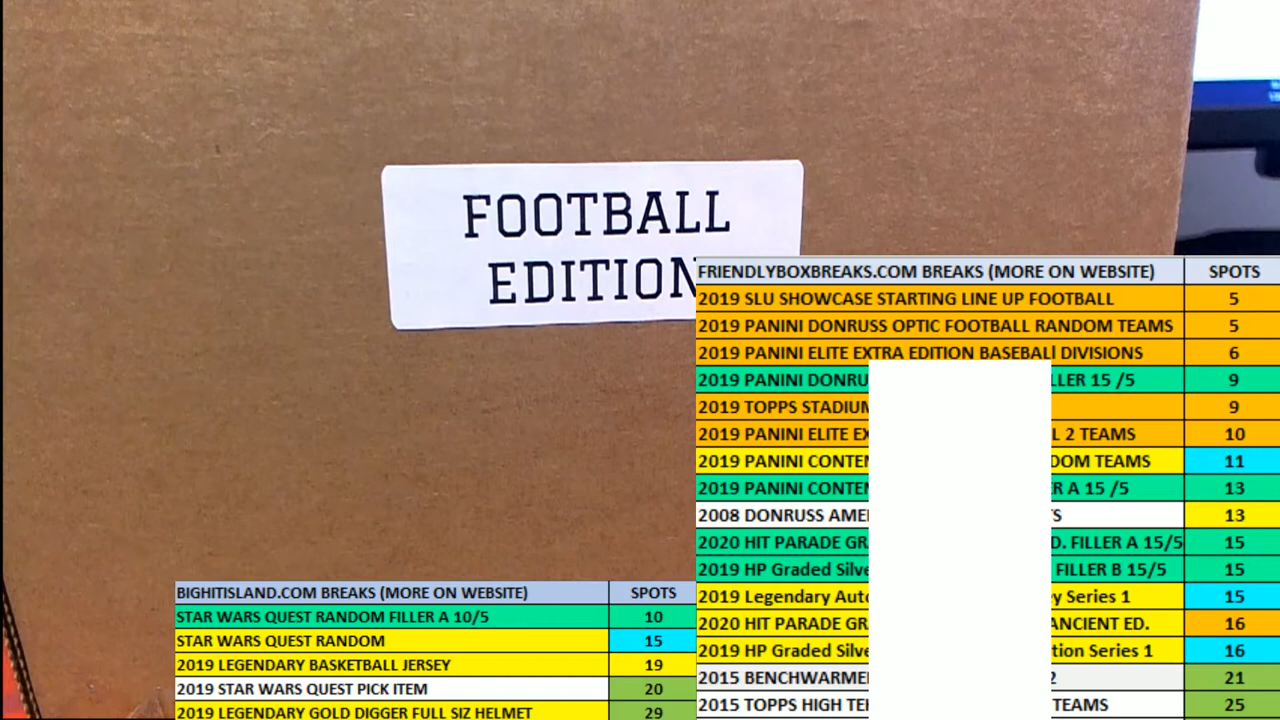 FOOTBALL
EDITION
FRIENDLYBOXBREAKS.COM BREAKS (MORE ON WEBSITE) SPOTS
2019 SLU SHOWCASE STARTING LINE UP FOOTBALL 5
2019 PANINI DONRUSS OPTIC FOOTBALL RANDOM TEAMS 5
2019 PANINI ELITE EXTRA EDITION BASEBAll DIVISIONS 6
2019 PANINI DONRU LLER 15 /5 9
2019 TOPPS STADIUM 9
2019 PANINI ELITE EX L 2 TEAMS 10
2019 PANINI CONTEN DOM TEAMS 11
2019 PANINI CONTEN R A 15 /5 13
2008 DONRUSS AME TS 13
2020 HIT PARADE GR D. FILLER A 15/5 15
2019 HP Graded Silve FILLER B 15/5 15
2019 Legendary Auto y Series 1 15
2020 HIT PARADE GR ANCIENT ED. 16
2019 HP Graded Silve tion Series 1 16
2015 BENCHWARME 2 21
2015 TOPPS HIGH TE TEAMS 25
BIGHITISLAND.COM BREAKS (MORE ON WEBSITE) SPOTS
STAR WARS QUEST RANDOM FILLER A 10/5 10
STAR WARS QUEST RANDOM 15
2019 LEGENDARY BASKETBALL JERSEY 19
2019 STAR WARS QUEST PICK ITEM 20
2019 LEGENDARY GOLD DIGGER FULL SIZ HELMET 29